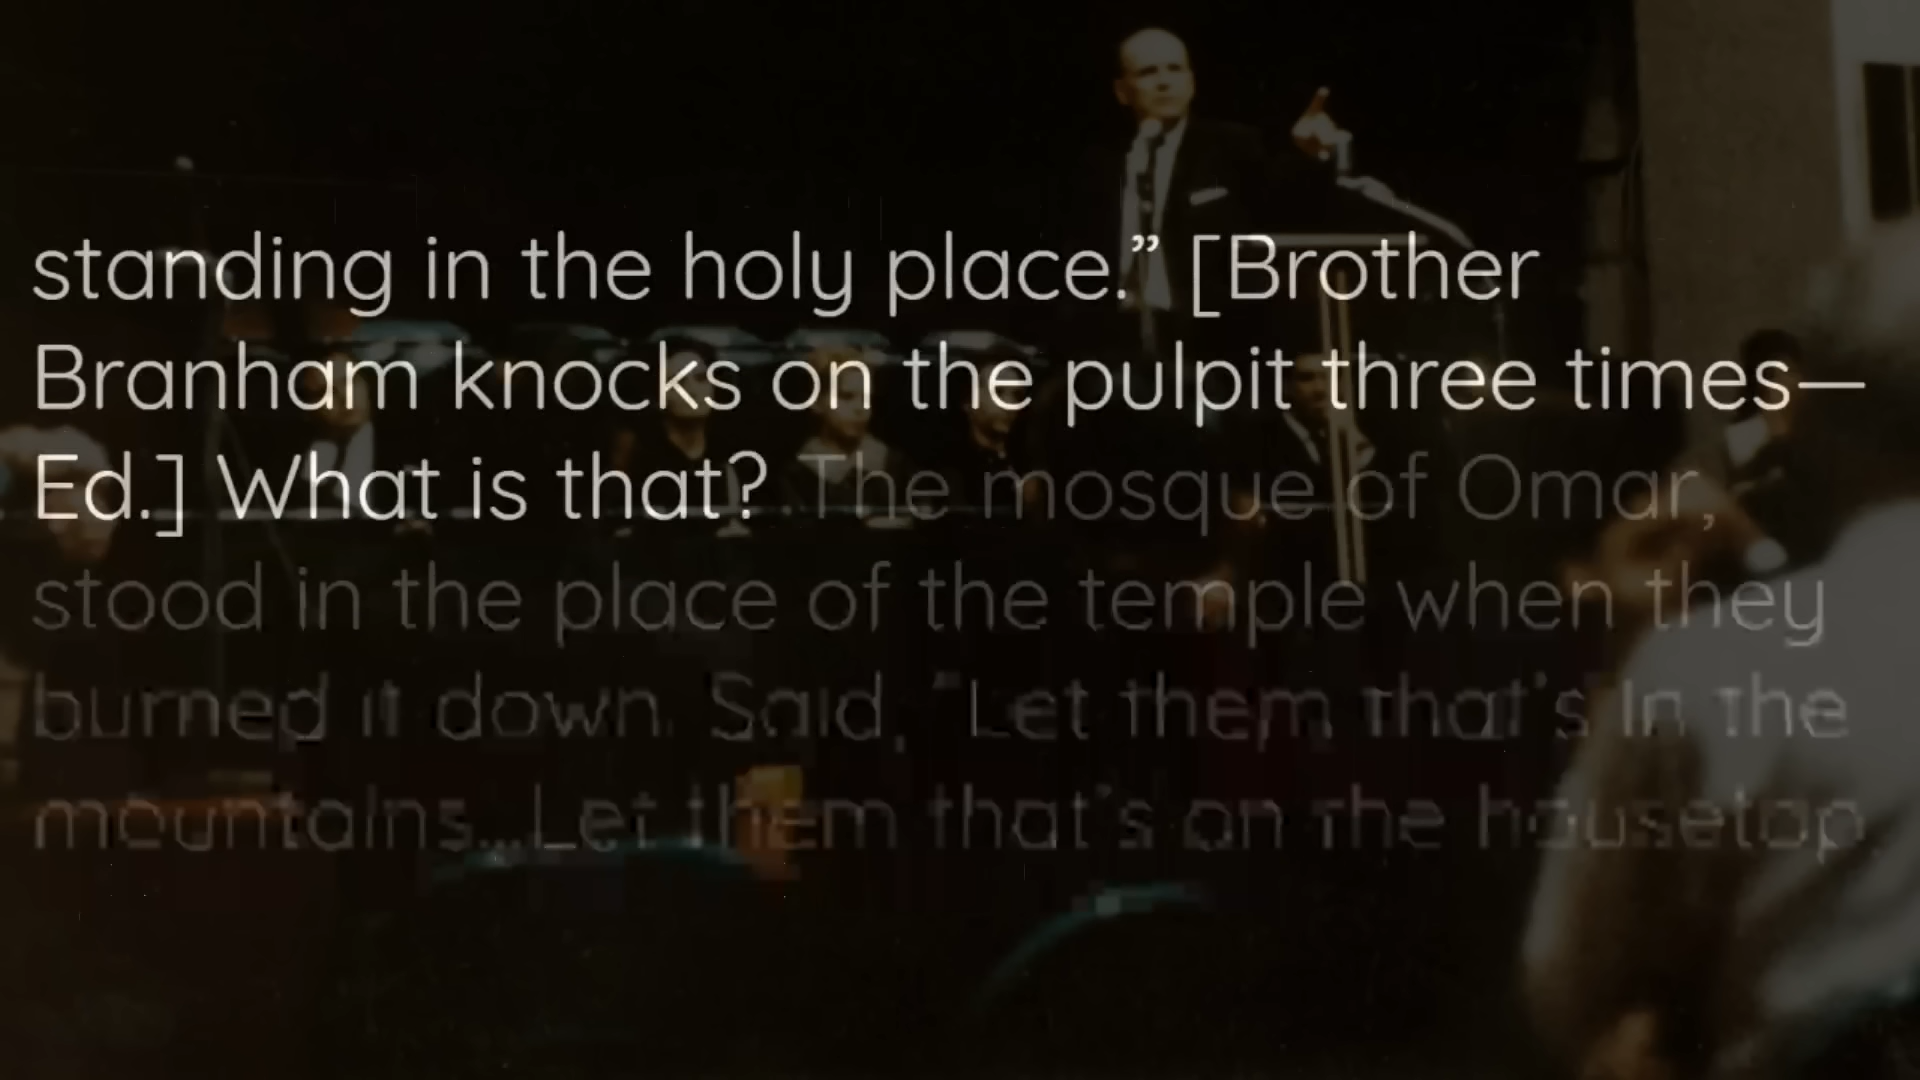 standing in the holy place.” [Brother
Branham knocks on the pulpit three times—
Ed.] What is that? The mosque of Omar,
stood in the place of the temple when they
burned it down. Said, “Let them that’s in the
mountains...Let them that’s on the housetop